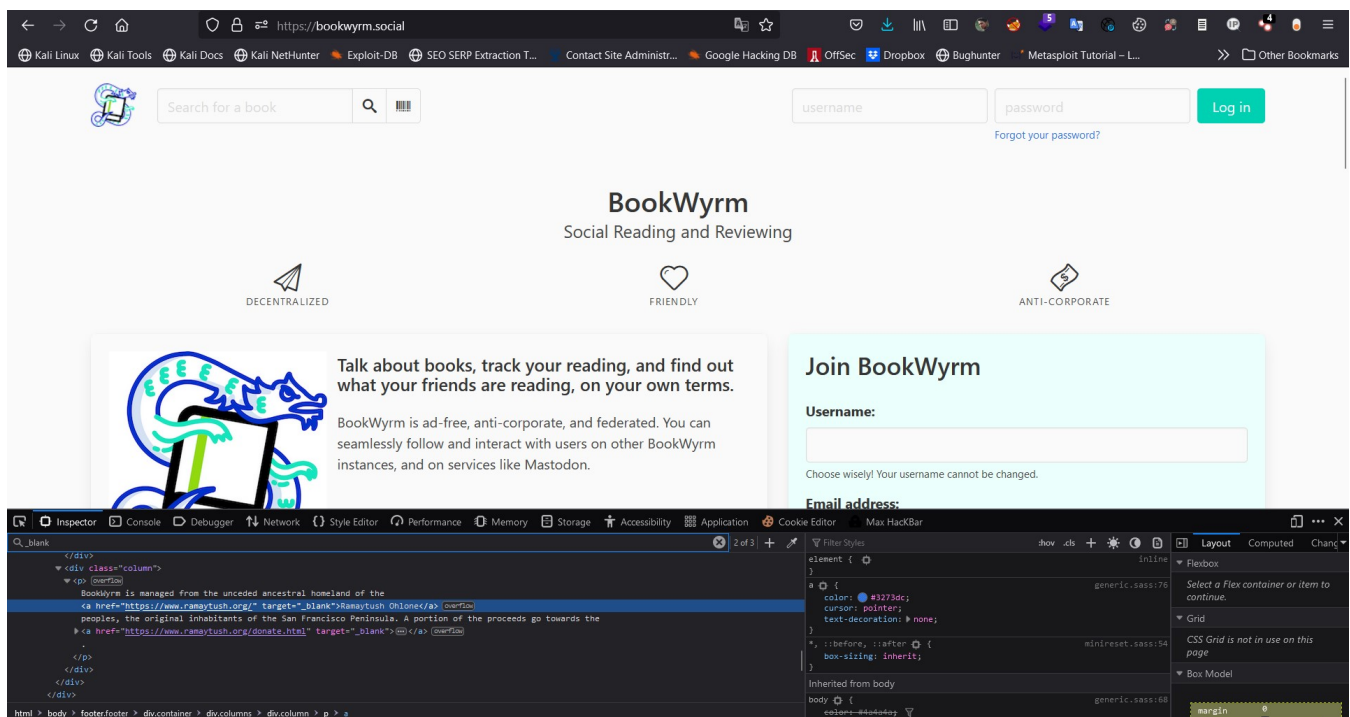 https://bookwyrm.social
Kali Linux Kali Tools Kali Docs Kali NetHunter Exploit-DB SEO SERP Extraction T... Contact Site Administr... Google Hacking DB OffSec Dropbox Bughunter Metasploit Tutorial – L... Other Bookmarks
Search for a book username password Log in
Forgot your password?
BookWyrm
Social Reading and Reviewing
DECENTRALIZED FRIENDLY ANTI-CORPORATE
Talk about books, track your reading, and find out
what your friends are reading, on your own terms.
BookWyrm is ad-free, anti-corporate, and federated. You can
seamlessly follow and interact with users on other BookWyrm
instances, and on services like Mastodon.
Join BookWyrm
Username:
Choose wisely! Your username cannot be changed.
Email address:
Inspector Console Debugger Network Style Editor Performance Memory Storage Accessibility Application Cookie Editor Max HacKBar
_blank 2 of 3
</div>
<div class="column">
<p> overflow
BookWyrm is managed from the unceded ancestral homeland of the
<a href="https://www.ramaytush.org/" target="_blank">Ramaytush Ohlone</a> overflow
peoples, the original inhabitants of the San Francisco Peninsula. A portion of the proceeds go towards the
<a href="https://www.ramaytush.org/donate.html" target="_blank"></a> overflow
.
</p>
</div>
</div>
</div>
html > body > footer.footer > div.container > div.columns > div.column > p > a
Filter Styles :hov .cls
element { inline
}
a { generic.sass:76
color: #3273dc;
cursor: pointer;
text-decoration: none;
}
*, ::before, ::after { minireset.sass:54
box-sizing: inherit;
}
Inherited from body
body { generic.sass:68
color: #4a4a4a;
Layout Computed Chang
Flexbox
Select a Flex container or item to
continue.
Grid
CSS Grid is not in use on this
page
Box Model
margin 0